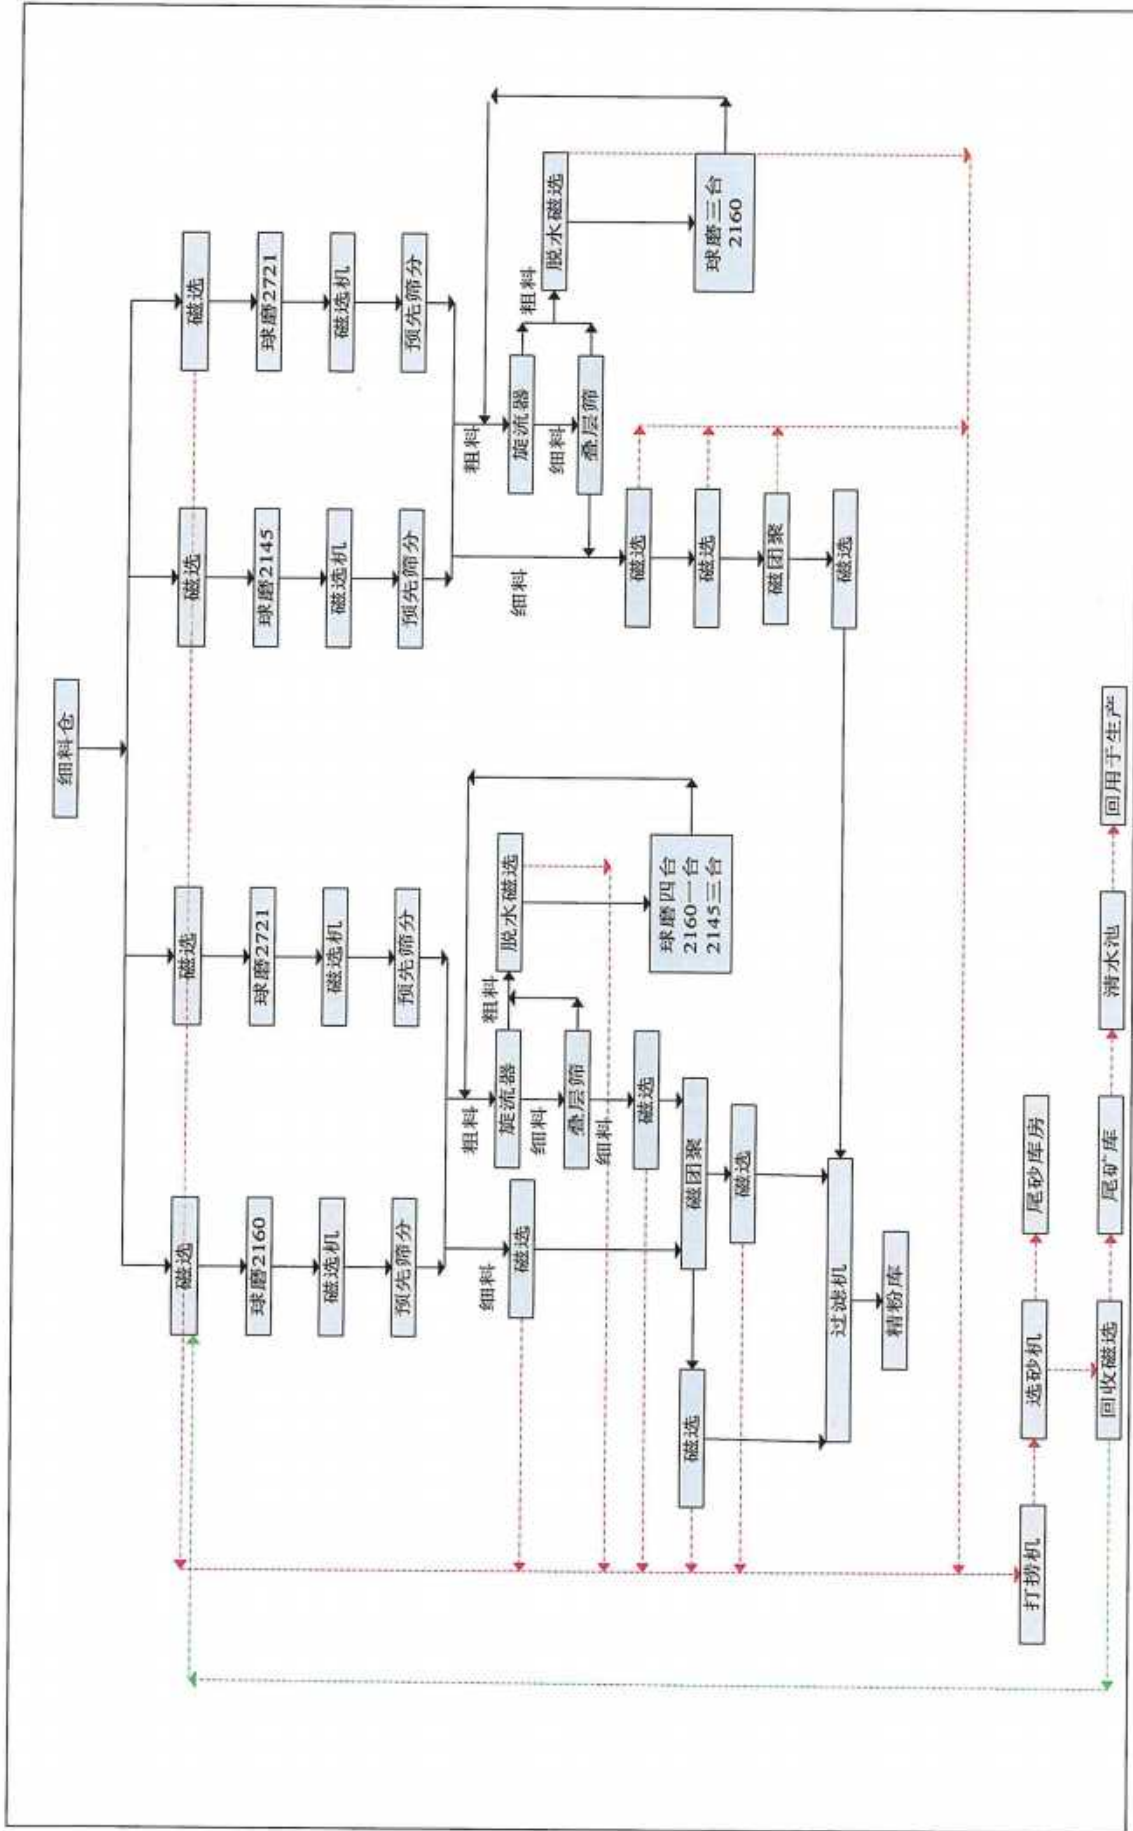 细料仓
磁选
磁选
磁选
磁选
球磨2160
球磨2721
球磨2145
球磨2721
磁选机
磁选机
磁选机
磁选机
预先筛分
预先筛分
预先筛分
预先筛分
细料
粗料
粗料
脱水磁选
细料
粗料
粗料
脱水磁选
磁选
旋流器
旋流器
细料
细料
叠层筛
叠层筛
细料
磁选
球磨四台
2160一台
2145三台
磁选
球磨三台
2160
磁选
磁团聚
磁选
磁选
磁团聚
磁选
过滤机
精粉库
打捞机
选砂机
尾砂库房
回收磁选
尾矿库
清水池
回用于生产